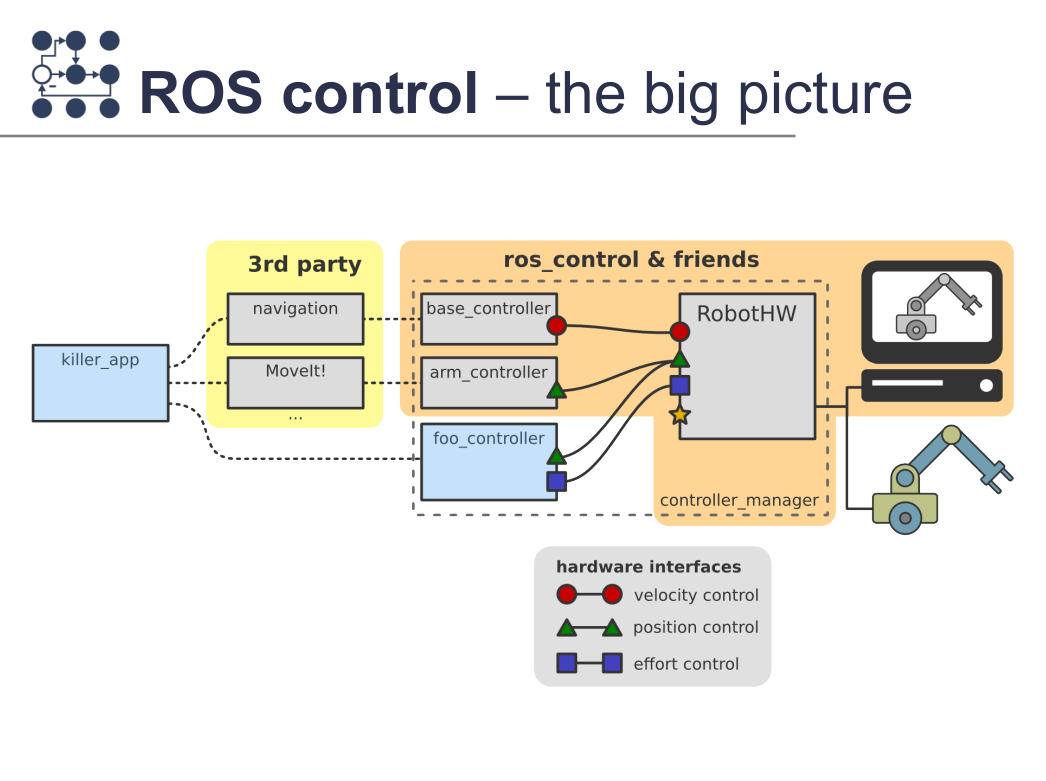 ROS control – the big picture
3rd party
navigation
MoveIt!
...
killer_app
ros_control & friends
base_controller
arm_controller
foo_controller
RobotHW
controller_manager
hardware interfaces
velocity control
position control
effort control